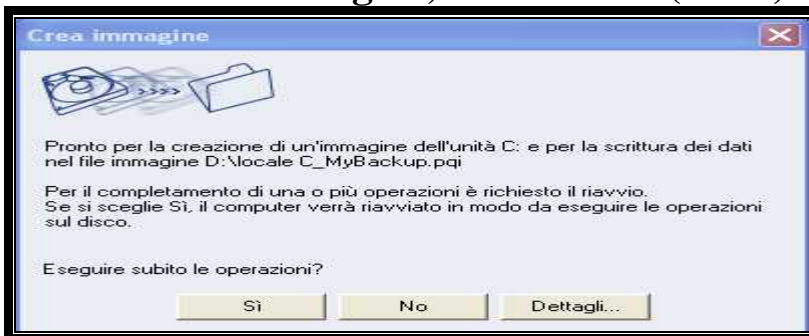 Crea immagine
Pronto per la creazione di un'immagine dell'unità C: e per la scrittura dei dati
nel file immagine D:\locale C_MyBackup.pqi
Per il completamento di una o più operazioni è richiesto il riavvio.
Se si sceglie Sì, il computer verrà riavviato in modo da eseguire le operazioni
sul disco.
Eseguire subito le operazioni?
Sì
No
Dettagli...